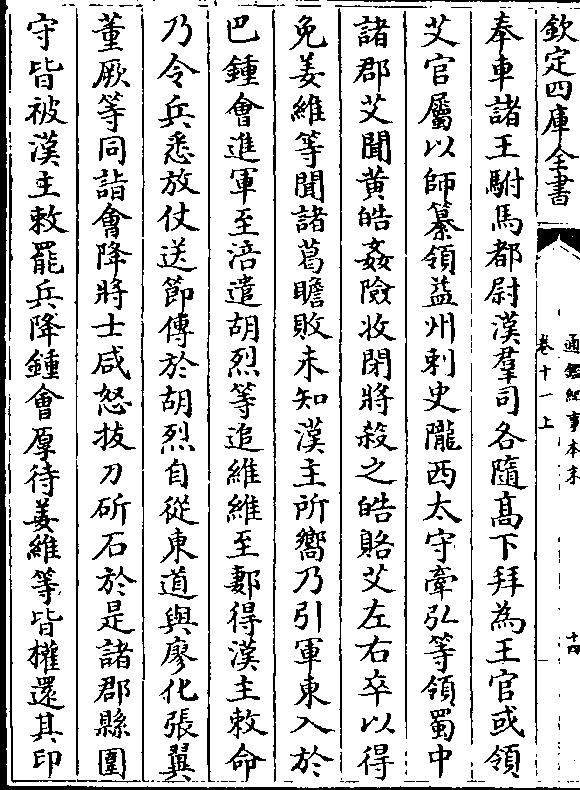 欽定四庫全書
通鑑紀事本末
卷十一上
十四
奉車諸王駙馬都尉漢羣司各隨髙下拜為王官或領
艾官屬以師纂領益州刺史隴西太守牽弘等領蜀中
諸郡艾聞黄皓姦險收閉將殺之皓賂艾左右卒以得
免姜維等聞諸葛瞻敗未知漢主所嚮乃引軍東入於
巴鍾會進軍至涪遣胡烈等追維維至郪得漢主敕命
乃令兵悉放仗送節傳於胡烈自從東道與廖化張翼
董厥等同詣會降將士咸怒拔刀斫石於是諸郡縣圍
守皆被漢主敕罷兵降鍾會厚待姜維等皆權還其印